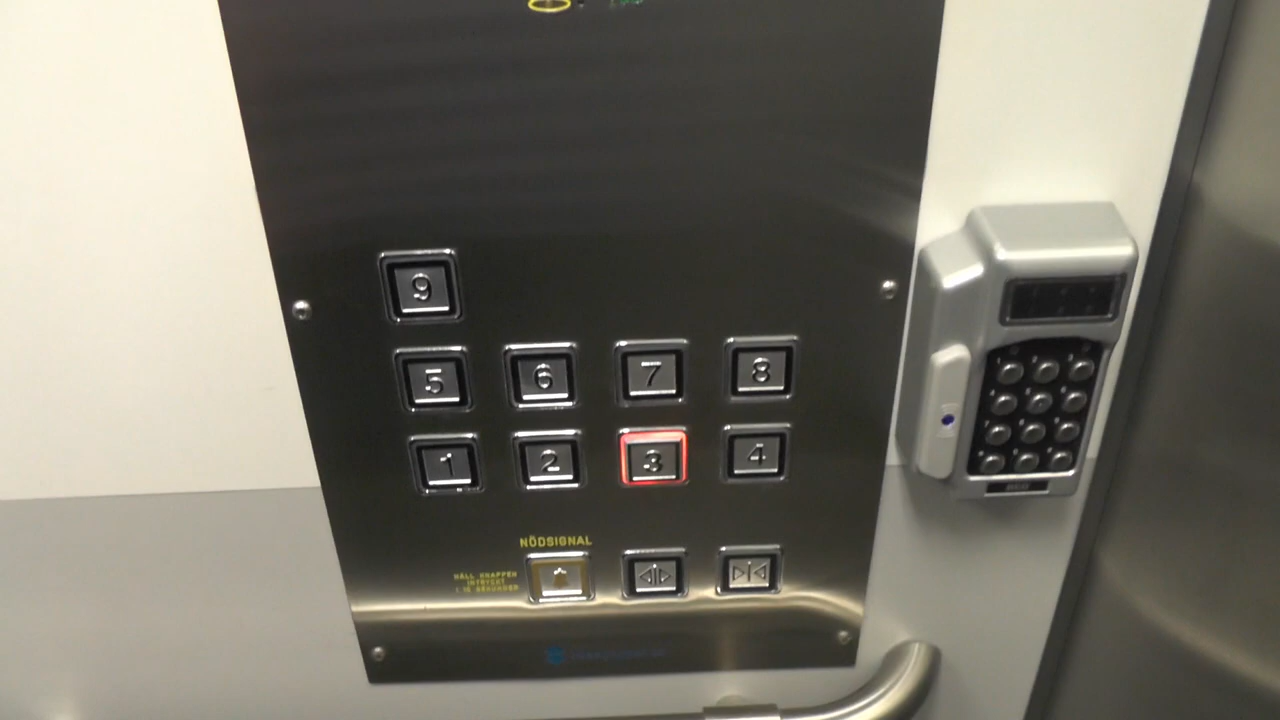 9
5 6 7 8
1 2 3 4
NÖDSIGNAL
HÅLL KNAPPEN
INTRYCKT
I 10 SEKUNDER